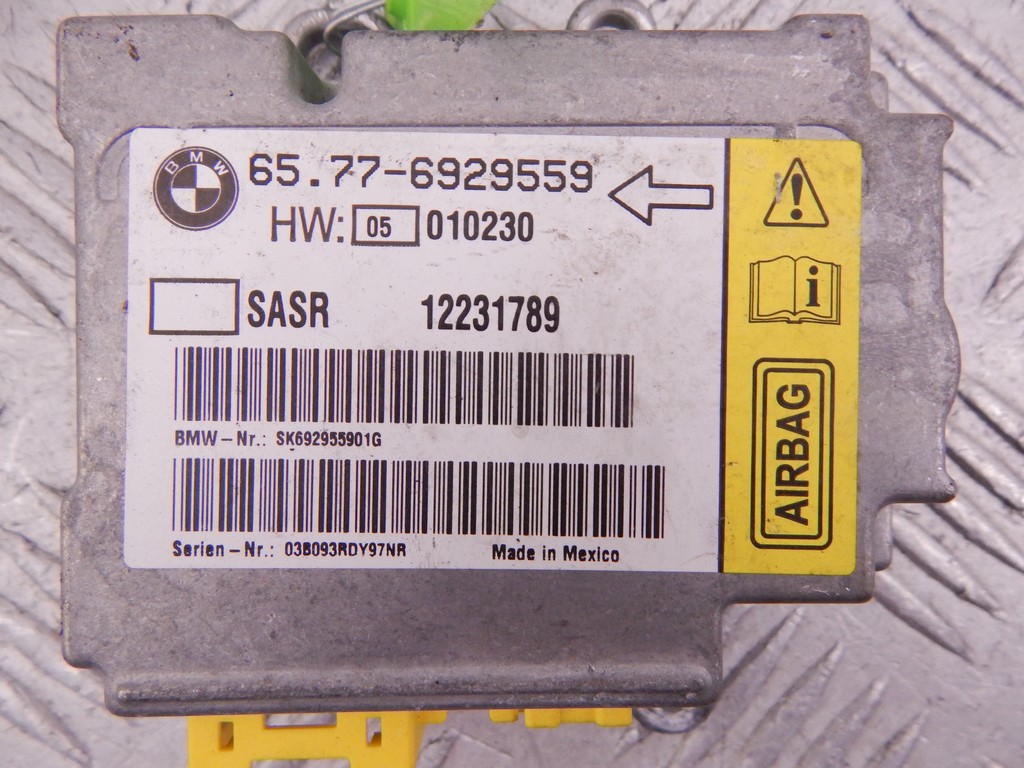 BMW
65.77-6929559
HW: 05 010230
SASR 12231789
BMW-Nr.: SK692955901G
Serien-Nr.: 03B093RDY97NR Made in Mexico
i
AIRBAG